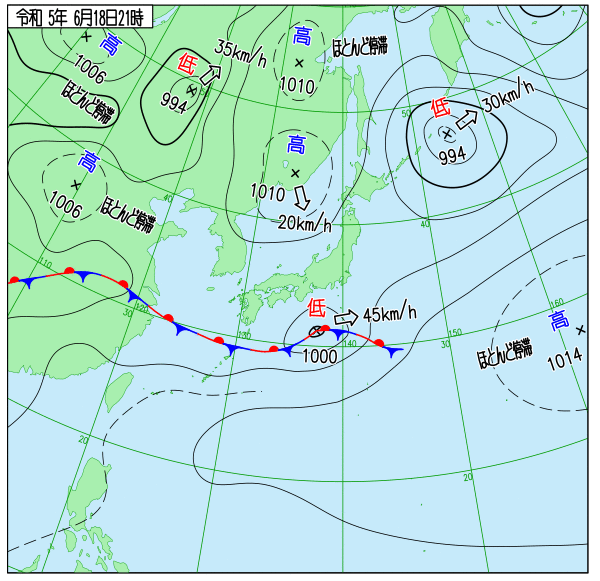 令和 5年 6月18日21時
高
1006
ほとんど停滞
低
35km/h
994
高
1010
ほとんど停滞
低
30km/h
994
50
高
1006
ほとんど停滞
高
1010
20km/h
40
40
110
30
120
130
低
45km/h
1000
140
30
150
160
高
1014
ほとんど停滞
20
20